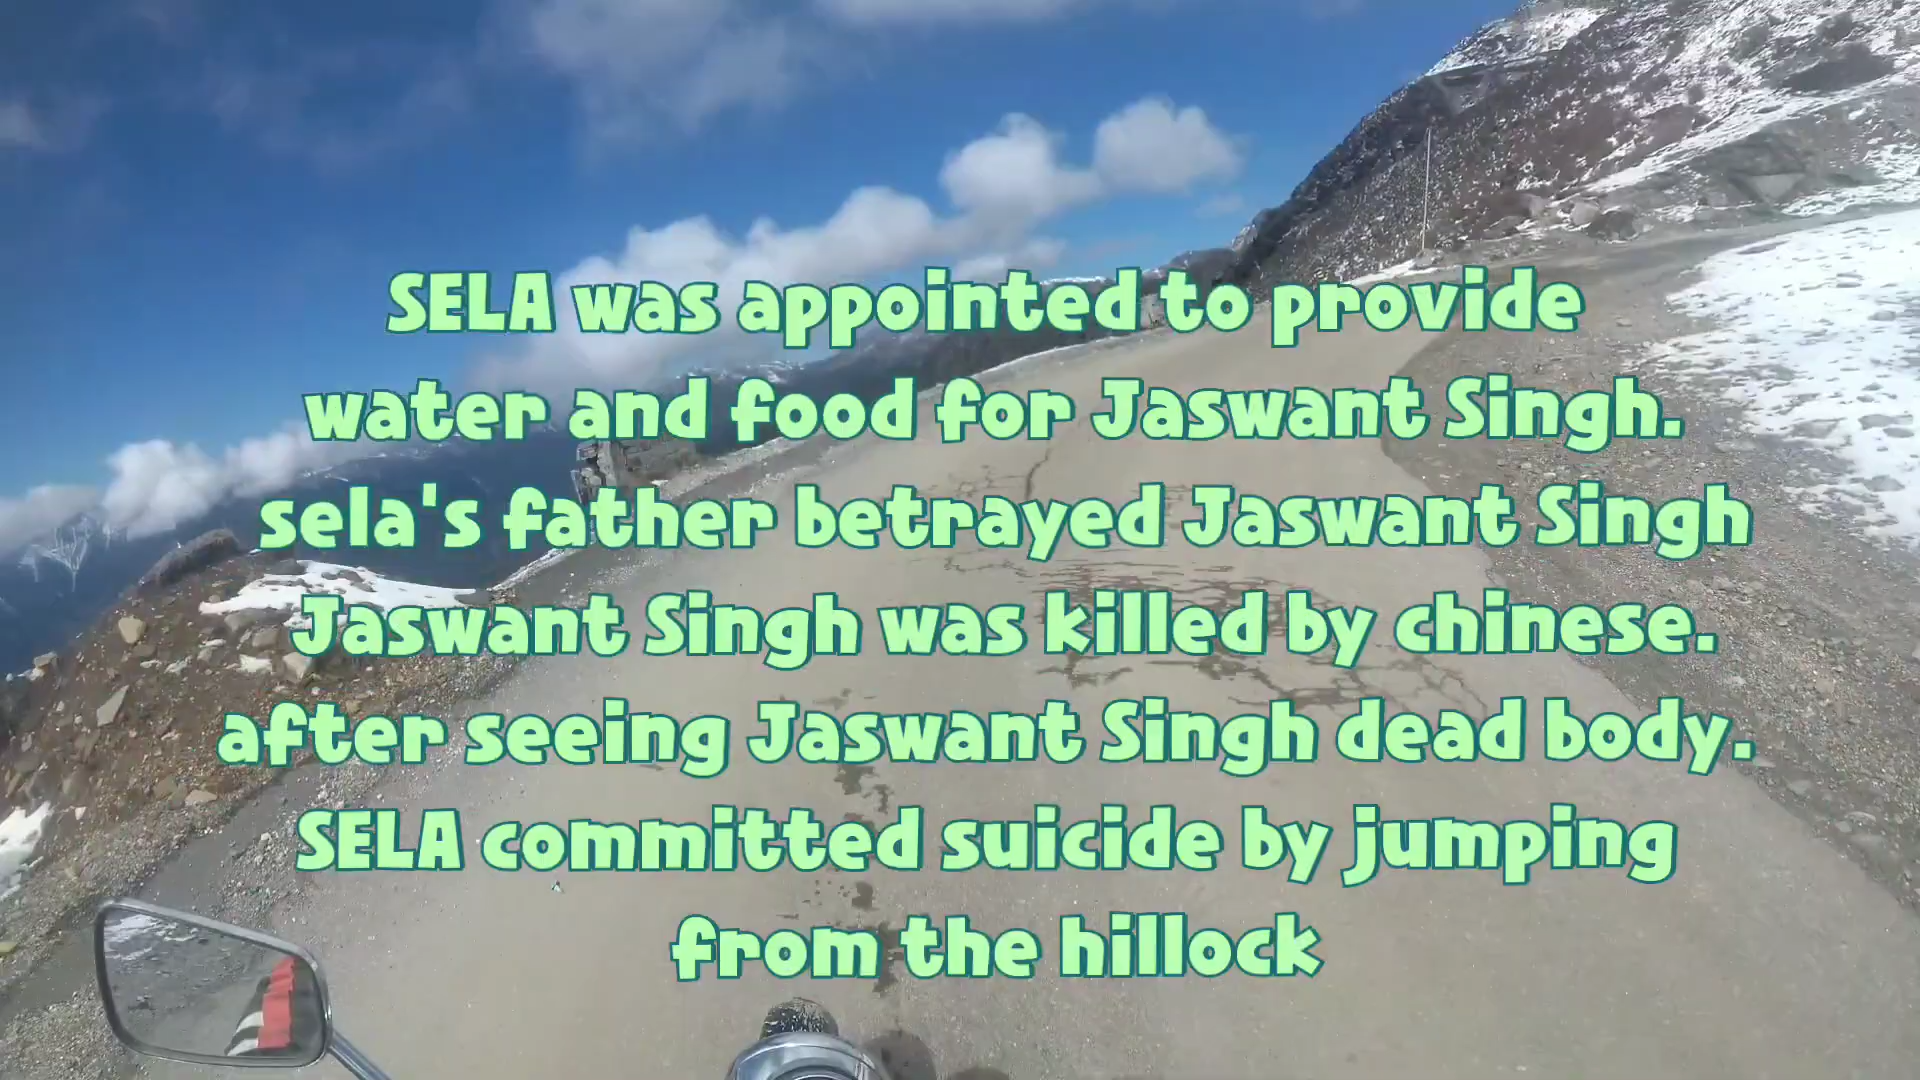 SELA was appointed to provide
water and food for Jaswant Singh.
sela's father betrayed Jaswant Singh
Jaswant Singh was killed by chinese.
after seeing Jaswant Singh dead body.
SELA committed suicide by jumping
from the hillock